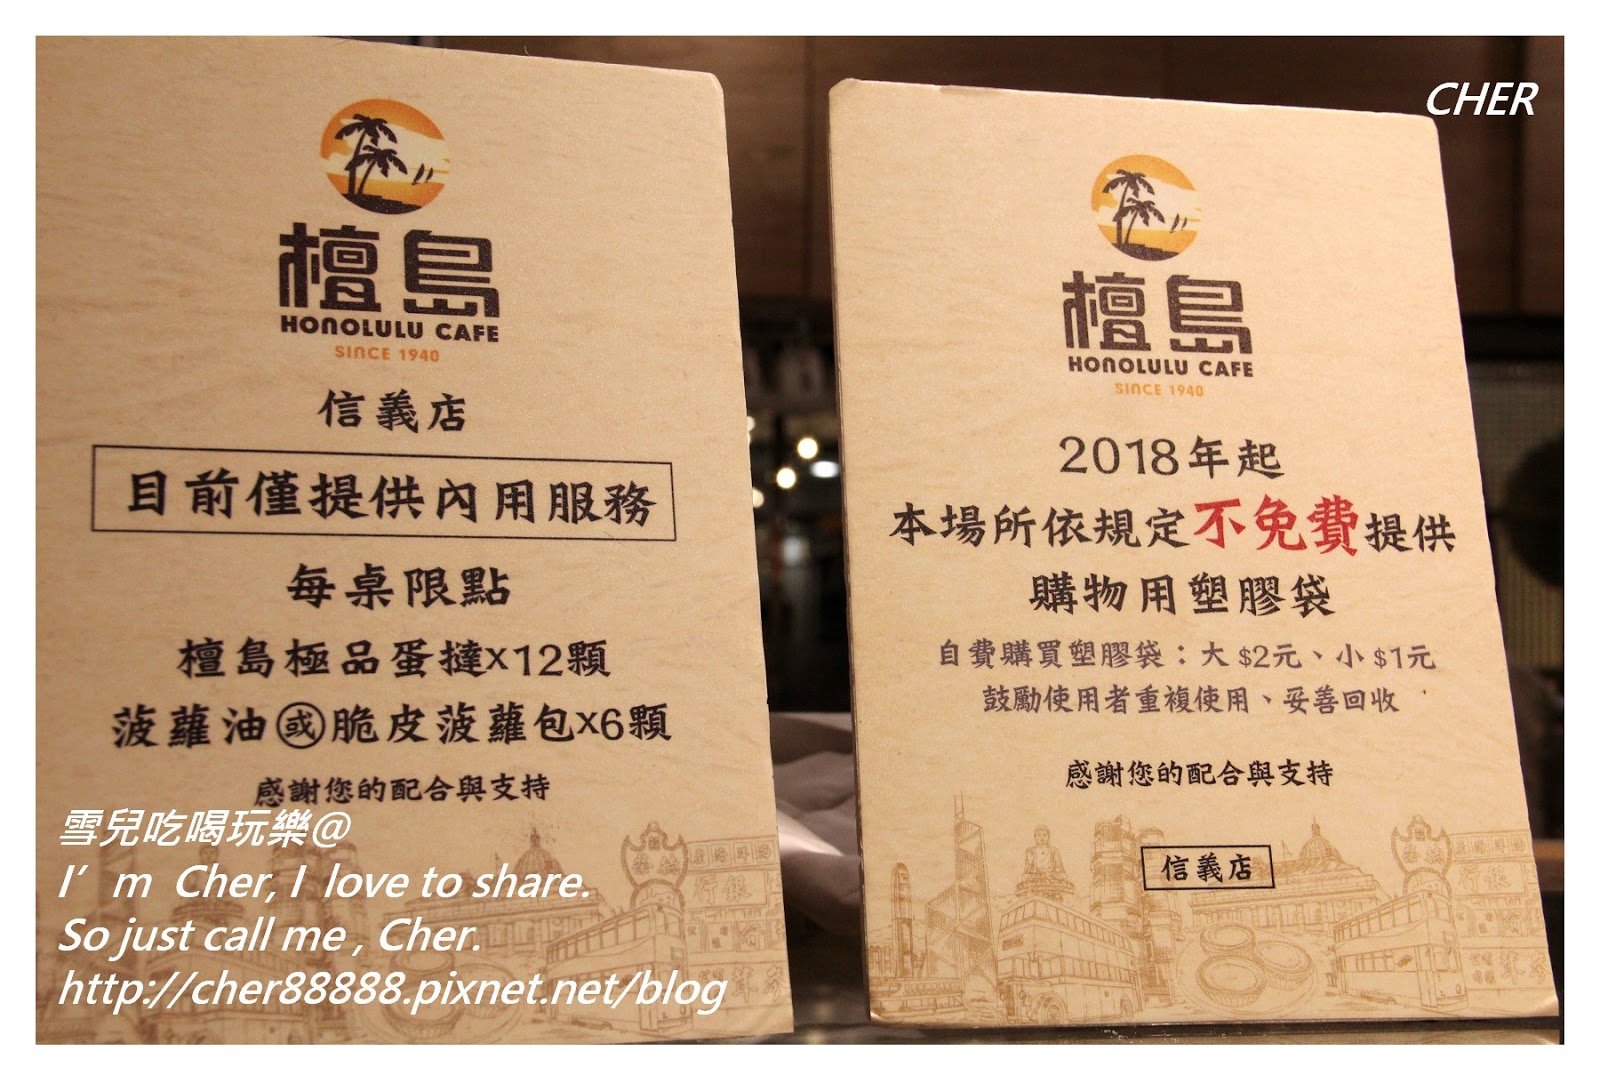 檀島
HONOLULU CAFE
SINCE 1940
信義店
目前僅提供內用服務
每桌限點
檀島極品蛋撻x12顆
菠蘿油或脆皮菠蘿包x6顆
感謝您的配合與支持
雪兒吃喝玩樂@
I'm Cher, I love to share.
So just call me , Cher.
http://cher88888.pixnet.net/blog
CHER
檀島
HONOLULU CAFE
SINCE 1940
2018年起
本場所依規定不免費提供
購物用塑膠袋
自費購買塑膠袋：大$2元、小$1元
鼓勵使用者重複使用、妥善回收
感謝您的配合與支持
信義店